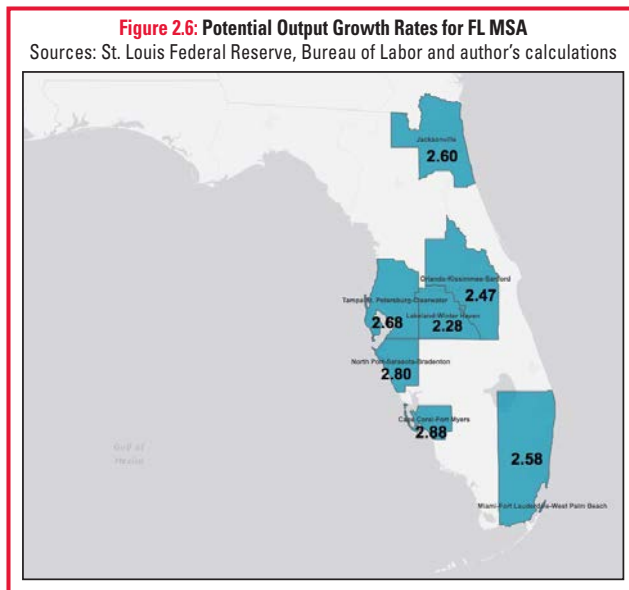 Figure 2.6: Potential Output Growth Rates for FL MSA
Sources: St. Louis Federal Reserve, Bureau of Labor and author's calculations
Jacksonville
2.60
Orlando-Kissimmee-Sanford
2.47
Tampa-St. Petersburg-Clearwater
2.68
Lakeland-Winter Haven
2.28
North Port-Sarasota-Bradenton
2.80
Cape Coral-Fort Myers
2.88
2.58
Miami-Fort Lauderdale-West Palm Beach
Gulf of
Mexico